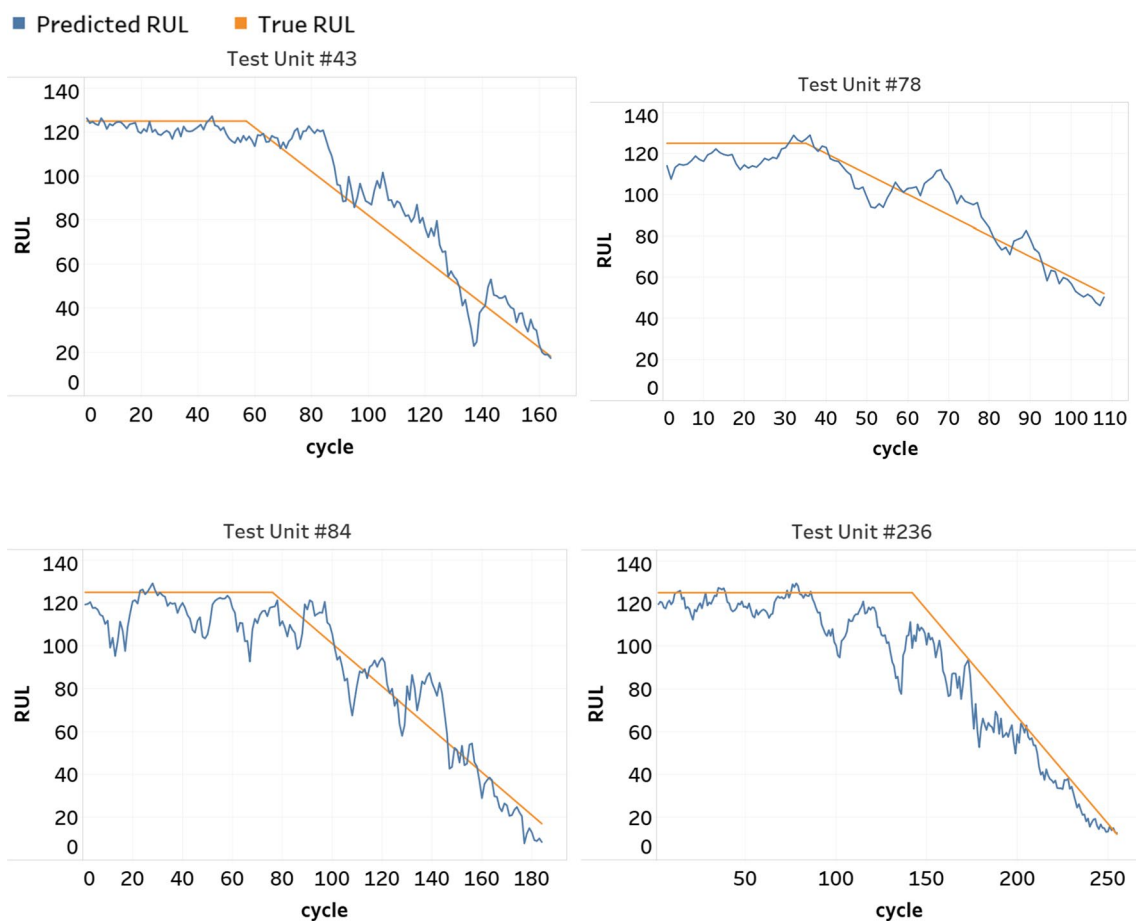 Predicted RUL True RUL
Test Unit #43
140
120
100
80
60
40
20
0
RUL
0 20 40 60 80 100 120 140 160
cycle
Test Unit #78
140
120
100
80
60
40
20
0
RUL
0 10 20 30 40 50 60 70 80 90 100 110
cycle
Test Unit #84
140
120
100
80
60
40
20
0
RUL
0 20 40 60 80 100 120 140 160 180
cycle
Test Unit #236
140
120
100
80
60
40
20
0
RUL
50 100 150 200 250
cycle